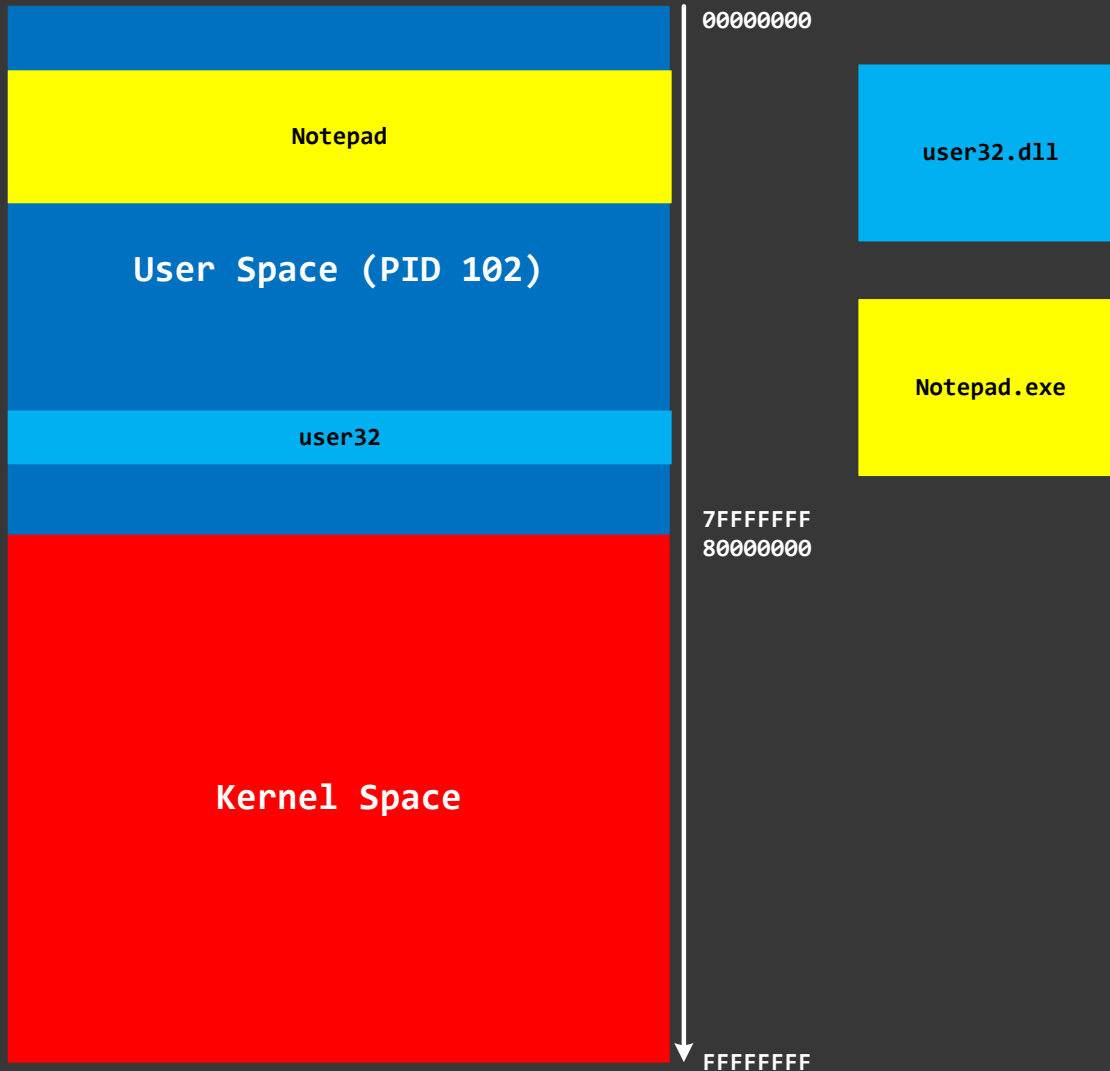 00000000
Notepad
user32.dll
User Space (PID 102)
Notepad.exe
user32
7FFFFFFF
80000000
Kernel Space
FFFFFFFF